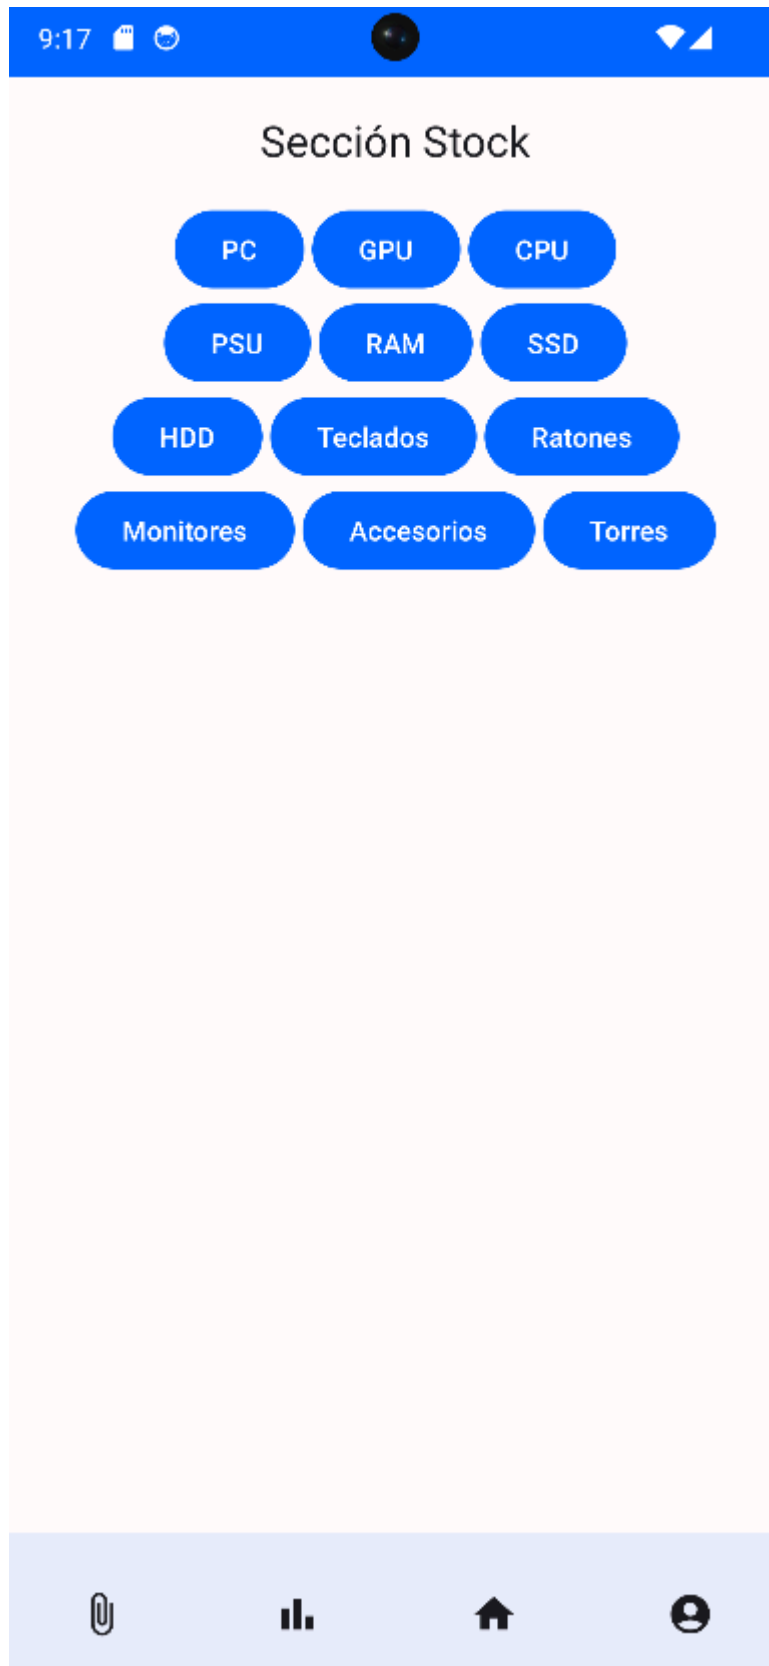 9:17
Sección Stock
PC GPU CPU
PSU RAM SSD
HDD Teclados Ratones
Monitores Accesorios Torres